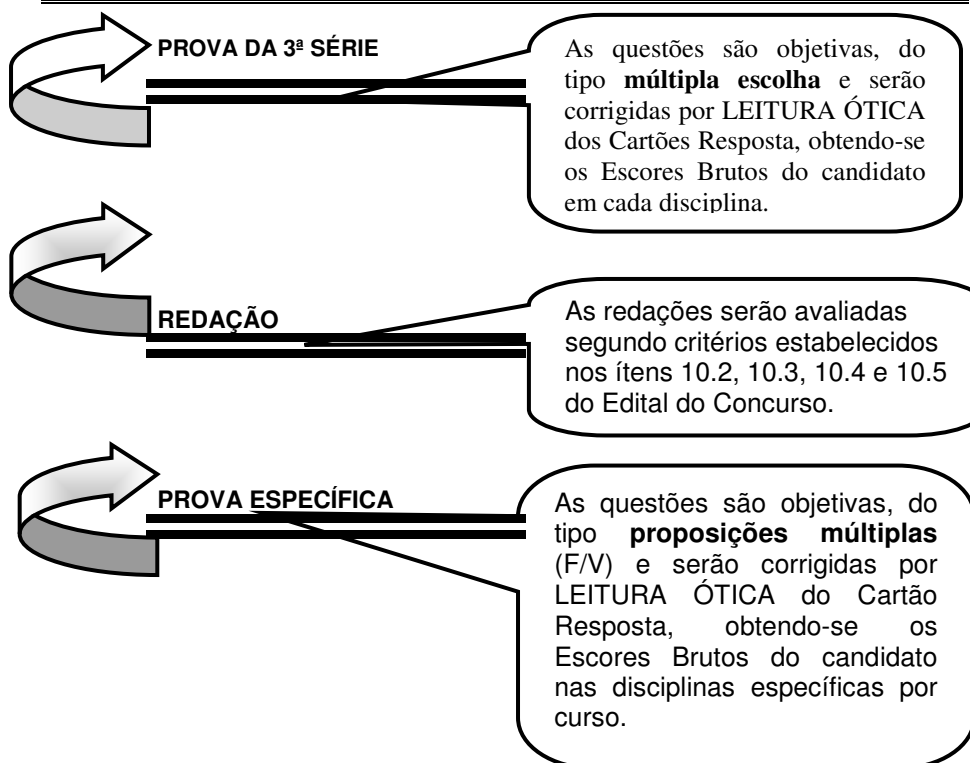 PROVA DA 3ª SÉRIE
As questões são objetivas, do
tipo múltipla escolha e serão
corrigidas por LEITURA ÓTICA
dos Cartões Resposta, obtendo-se
os Escores Brutos do candidato
em cada disciplina.
REDAÇÃO
As redações serão avaliadas
segundo critérios estabelecidos
nos ítens 10.2, 10.3, 10.4 e 10.5
do Edital do Concurso.
PROVA ESPECÍFICA
As questões são objetivas, do
tipo proposições múltiplas
(F/V) e serão corrigidas por
LEITURA ÓTICA do Cartão
Resposta, obtendo-se os
Escores Brutos do candidato
nas disciplinas específicas por
curso.